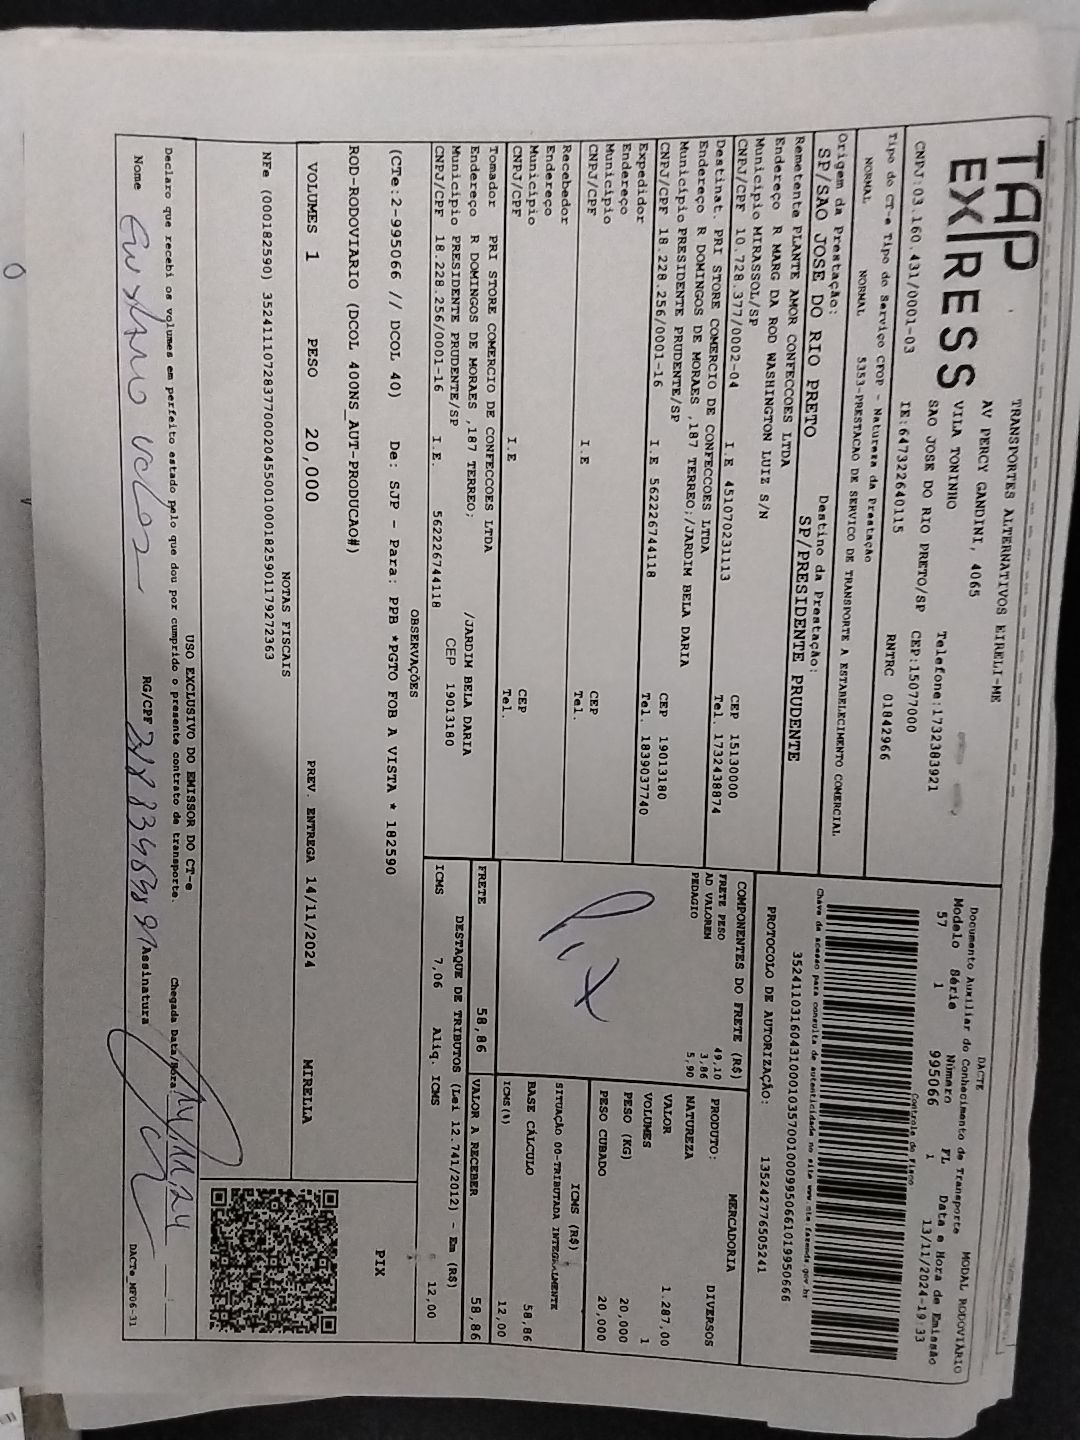 TAP
EXPRESS
TRANSPORTES ALTERNATIVOS EIRELI-ME
AV PERCY GANDINI, 4065
VILA TONINHO
SAO JOSE DO RIO PRETO/SP CEP:15077000
Telefone:1732383921
CNPJ:03.160.431/0001-03 IE:647322640115 RNTRC 01842966
Tipo do CT-e Tipo do Serviço CFOP - Natureza da Prestação
NORMAL NORMAL 5353-PRESTACAO DE SERVICO DE TRANSPORTE A ESTABELECIMENTO COMERCIAL
Origem da Prestação: Destino da Prestação:
SP/SAO JOSE DO RIO PRETO SP/PRESIDENTE PRUDENTE
Remetente PLANTE AMOR CONFECCOES LTDA
Endereço R MARG DA ROD WASHINGTON LUIZ S/N
Município MIRASSOL/SP CEP 15130000
CNPJ/CPF 10.728.377/0002-04 I.E 451070231113 Tel. 1732438874
Destinat. PRI STORE COMERCIO DE CONFECCOES LTDA
Endereço R DOMINGOS DE MORAES ,187 TERREO;/JARDIM BELA DARIA
Município PRESIDENTE PRUDENTE/SP CEP 19013180
CNPJ/CPF 18.228.256/0001-16 I.E 562226744118 Tel. 1839037740
Expedidor
Endereço
Município CEP
CNPJ/CPF I.E Tel.
Recebedor
Endereço
Município CEP
CNPJ/CPF I.E Tel.
Tomador PRI STORE COMERCIO DE CONFECCOES LTDA
Endereço R DOMINGOS DE MORAES ,187 TERREO; /JARDIM BELA DARIA
Município PRESIDENTE PRUDENTE/SP CEP 19013180
CNPJ/CPF 18.228.256/0001-16 I.E. 562226744118
DACTE MODAL RODOVIÁRIO
Documento Auxiliar do Conhecimento de Transporte
Modelo Série Número FL Data e Hora de Emissão
57 1 995066 1 13/11/2024-19:33
Controle do Fisco
Chave de acesso para consulta de autenticidade no site www.cte.fazenda.gov.br
PROTOCOLO DE AUTORIZAÇÃO: 135242776505241
COMPONENTES DO FRETE (R$)
FRETE PESO 49,10
AD VALOREM 3,86
PEDAGIO 5,90
Pix
MERCADORIA
PRODUTO: DIVERSOS
NATUREZA
VALOR 1.287,00
VOLUMES 1
PESO (KG) 20,000
PESO CUBADO 20,000
ICMS (R$)
SITUAÇÃO 00-TRIBUTADA INTEGRALMENTE
BASE CÁLCULO 58,86
ICMS(%) 12,00
FRETE 58,86 VALOR A RECEBER 58,86
DESTAQUE DE TRIBUTOS (Lei 12.741/2012) - Em (R$)
ICMS 7,06 Aliq. ICMS 12,00
OBSERVAÇÕES
(CTe:2-995066 // DCOL 40) De: SJP - Para: PPB *PGTO FOB A VISTA * 182590
ROD-RODOVIARIO (DCOL 400NS_AUT-PRODUCAO#)
PIX
VOLUMES 1 PESO 20,000 PREV. ENTREGA 14/11/2024 MIRELLA
NOTAS FISCAIS
USO EXCLUSIVO DO EMISSOR DO CT-e
Declaro que recebi os volumes em perfeito estado pelo que dou por cumprido o presente contrato de transporte. Chegada Data/Hora 14/11/24
Nome RG/CPF Assinatura
DACTe_MF06-31